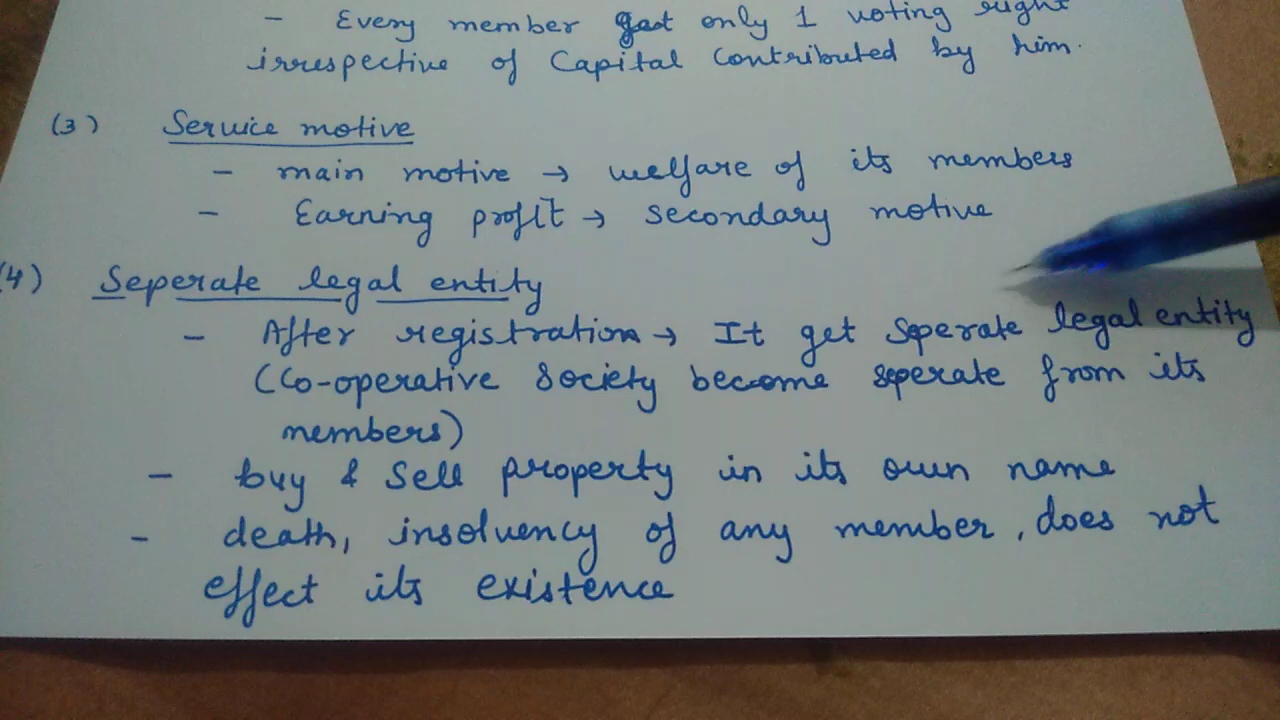 - Every member get only 1 voting right
irrespective of Capital Contributed by him.
(3) Service motive
- main motive → welfare of its members
- Earning profit → secondary motive
(4) Seperate legal entity
- After registration → It get seperate legal entity
(Co-operative Society become seperate from its
members)
- buy & Sell property in its own name
- death, insolvency of any member, does not
effect its existence